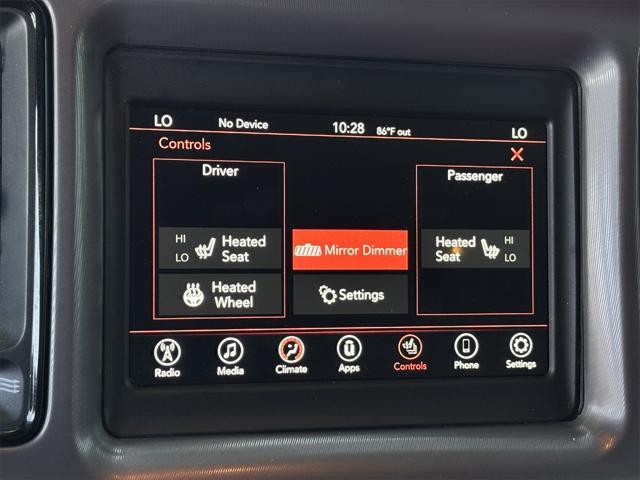 LO No Device 10:28 86°F out LO
Controls
Driver
Passenger
HI
LO
Heated
Seat
Mirror Dimmer
Heated
Seat
HI
LO
Heated
Wheel
Settings
Radio Media Climate Apps Controls Phone Settings